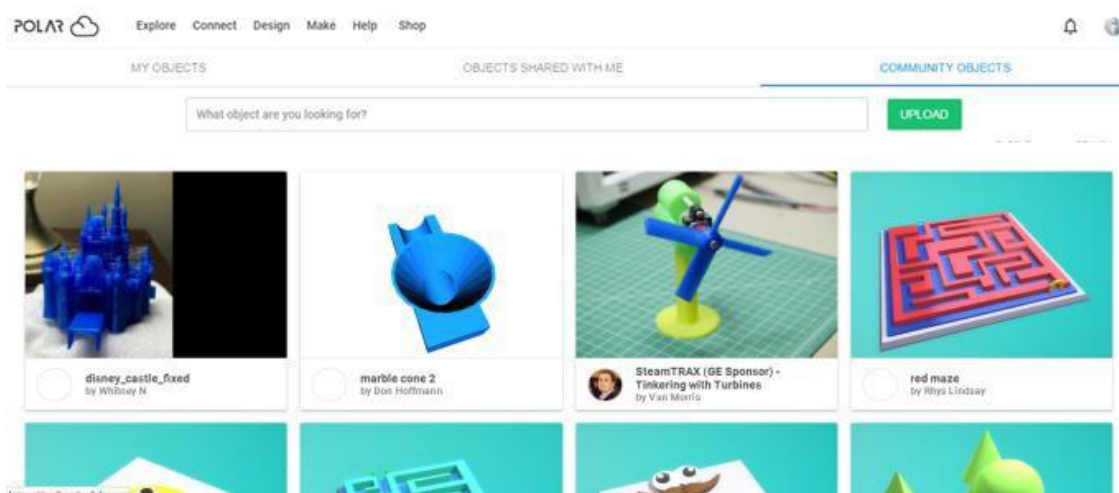 POLAR
Explore Connect Design Make Help Shop
MY OBJECTS OBJECTS SHARED WITH ME COMMUNITY OBJECTS
What object are you looking for? UPLOAD
disney_castle_fixed
by Whitney N
marble cone 2
by Don Hoffmann
SteamTRAX (GE Sponsor) -
Tinkering with Turbines
by Van Morris
red maze
by Rhys Lindsay